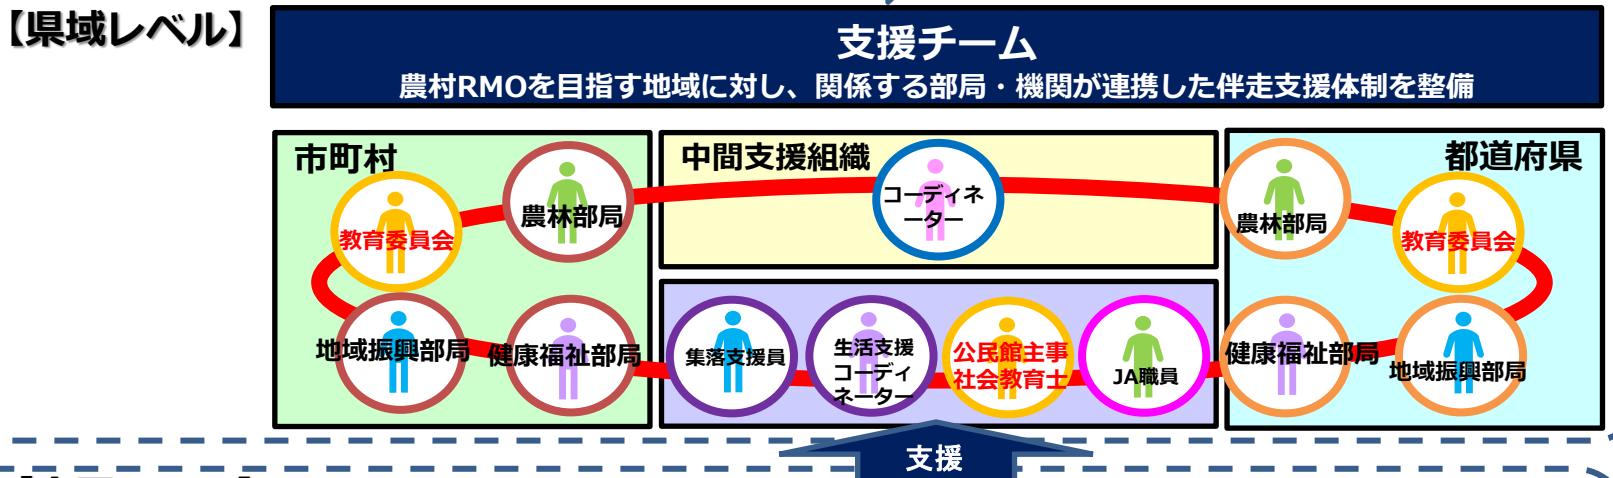 【県域レベル】
支援チーム
農村RMOを目指す地域に対し、関係する部局・機関が連携した伴走支援体制を整備
市町村
教育委員会
農林部局
地域振興部局
健康福祉部局
中間支援組織
コーディネ
ーター
集落支援員
生活支援
コーディ
ネーター
公民館主事
社会教育士
JA職員
都道府県
農林部局
教育委員会
健康福祉部局
地域振興部局
支援